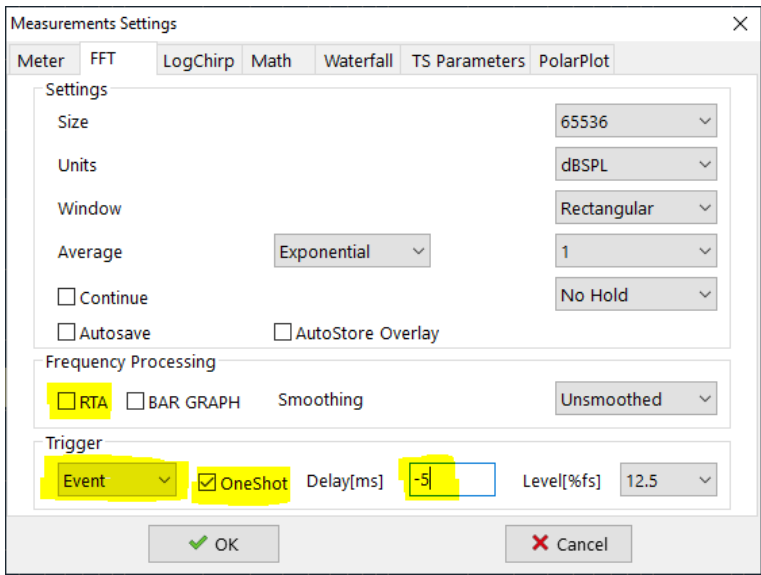 Measurements Settings
Meter FFT LogChirp Math Waterfall TS Parameters PolarPlot
Settings
Size 65536
Units dBSPL
Window Rectangular
Average Exponential 1
Continue No Hold
Autosave AutoStore Overlay
Frequency Processing
RTA BAR GRAPH Smoothing Unsmoothed
Trigger
Event OneShot Delay[ms] -5 Level[%fs] 12.5
OK Cancel